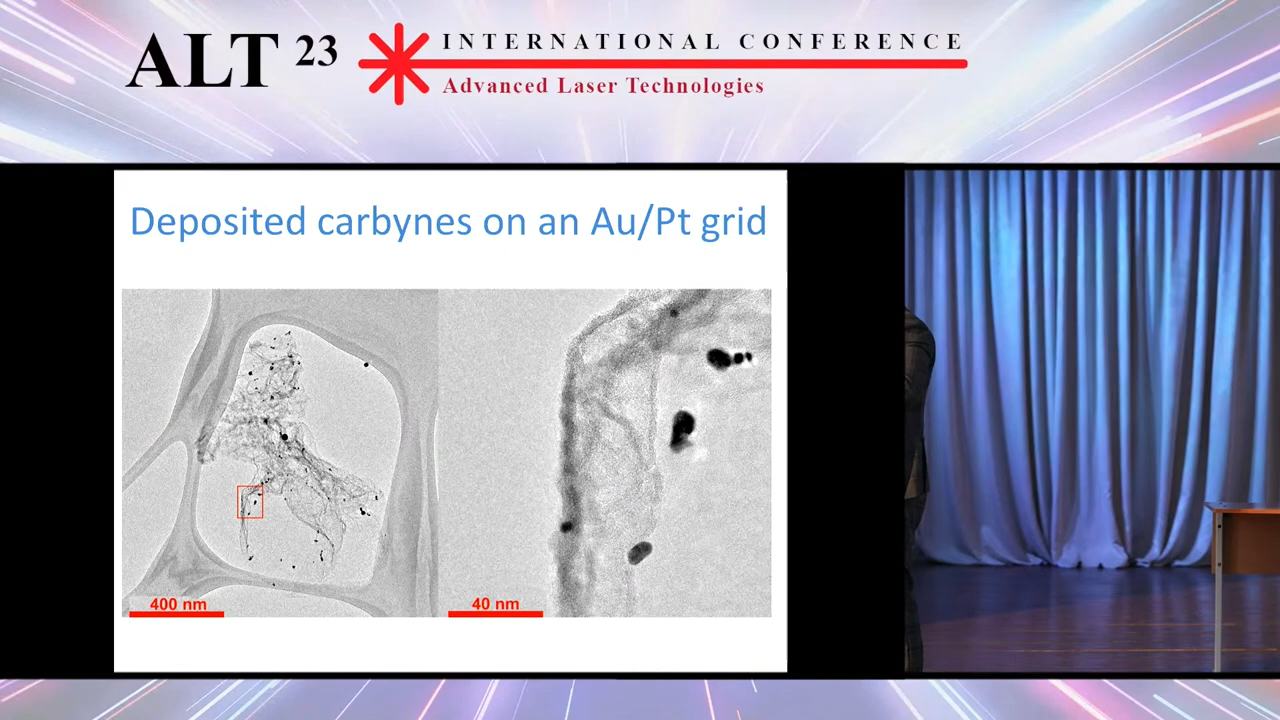 ALT 23
INTERNATIONAL CONFERENCE
Advanced Laser Technologies
Deposited carbynes on an Au/Pt grid
400 nm
40 nm